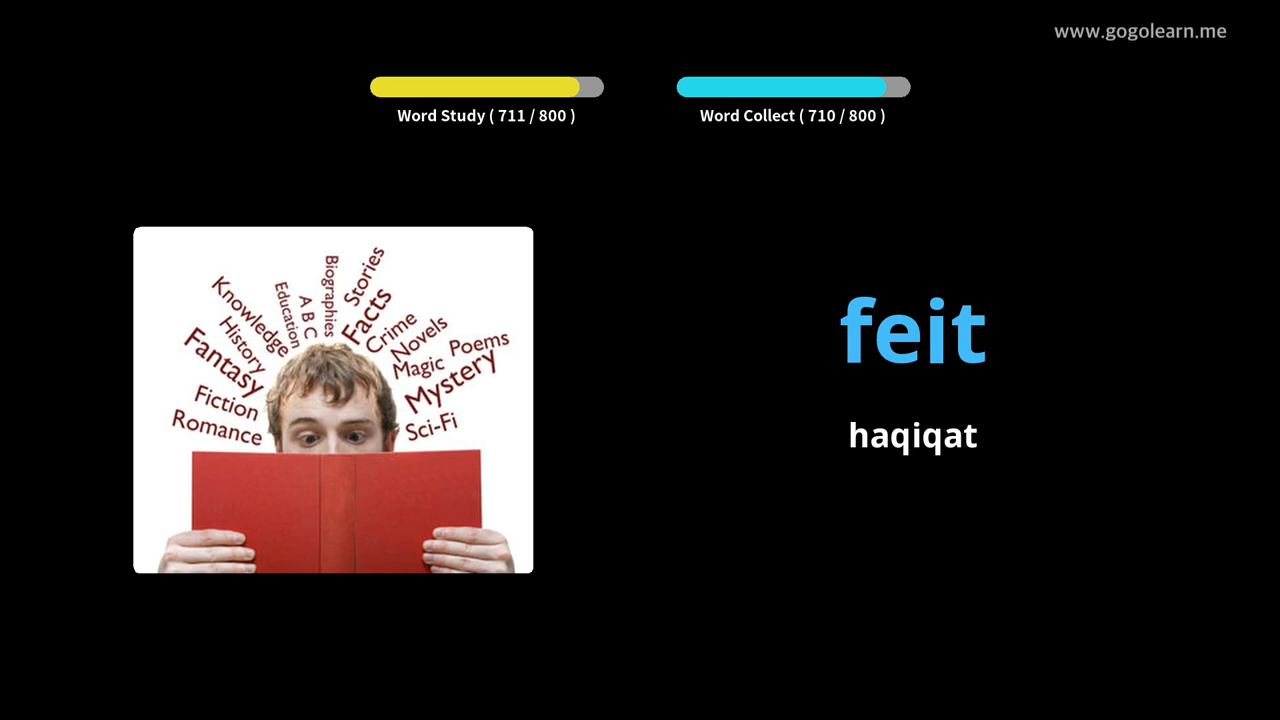 www.gogolearn.me
Word Study ( 711 / 800 )
Word Collect ( 710 / 800 )
Knowledge
History
Fantasy
Fiction
Romance
Education
A B C
Biographies
Stories
Facts
Crime
Novels
Magic
Poems
Mystery
Sci-Fi
feit
haqiqat